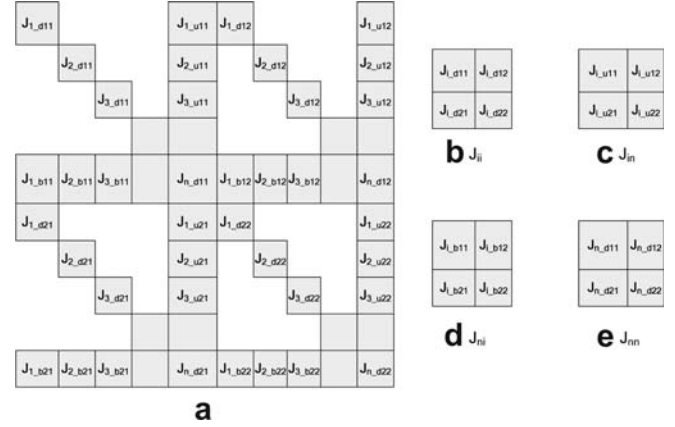 J1_d11 J1_u11 J1_d12 J1_u12
J2_d11 J2_u11 J2_d12 J2_u12
J3_d11 J3_u11 J3_d12 J3_u12
J1_b11 J2_b11 J3_b11 Jn_d11 J1_b12 J2_b12 J3_b12 Jn_d12
J1_d21 J1_u21 J1_d22 J1_u22
J2_d21 J2_u21 J2_d22 J2_u22
J3_d21 J3_u21 J3_d22 J3_u22
J1_b21 J2_b21 J3_b21 Jn_d21 J1_b22 J2_b22 J3_b22 Jn_d22
a
Ji_d11 Ji_d12
Ji_d21 Ji_d22
b Jii
Ji_u11 Ji_u12
Ji_u21 Ji_u22
c Jin
Ji_b11 Ji_b12
Ji_b21 Ji_b22
d Jni
Jn_d11 Jn_d12
Jn_d21 Jn_d22
e Jnn